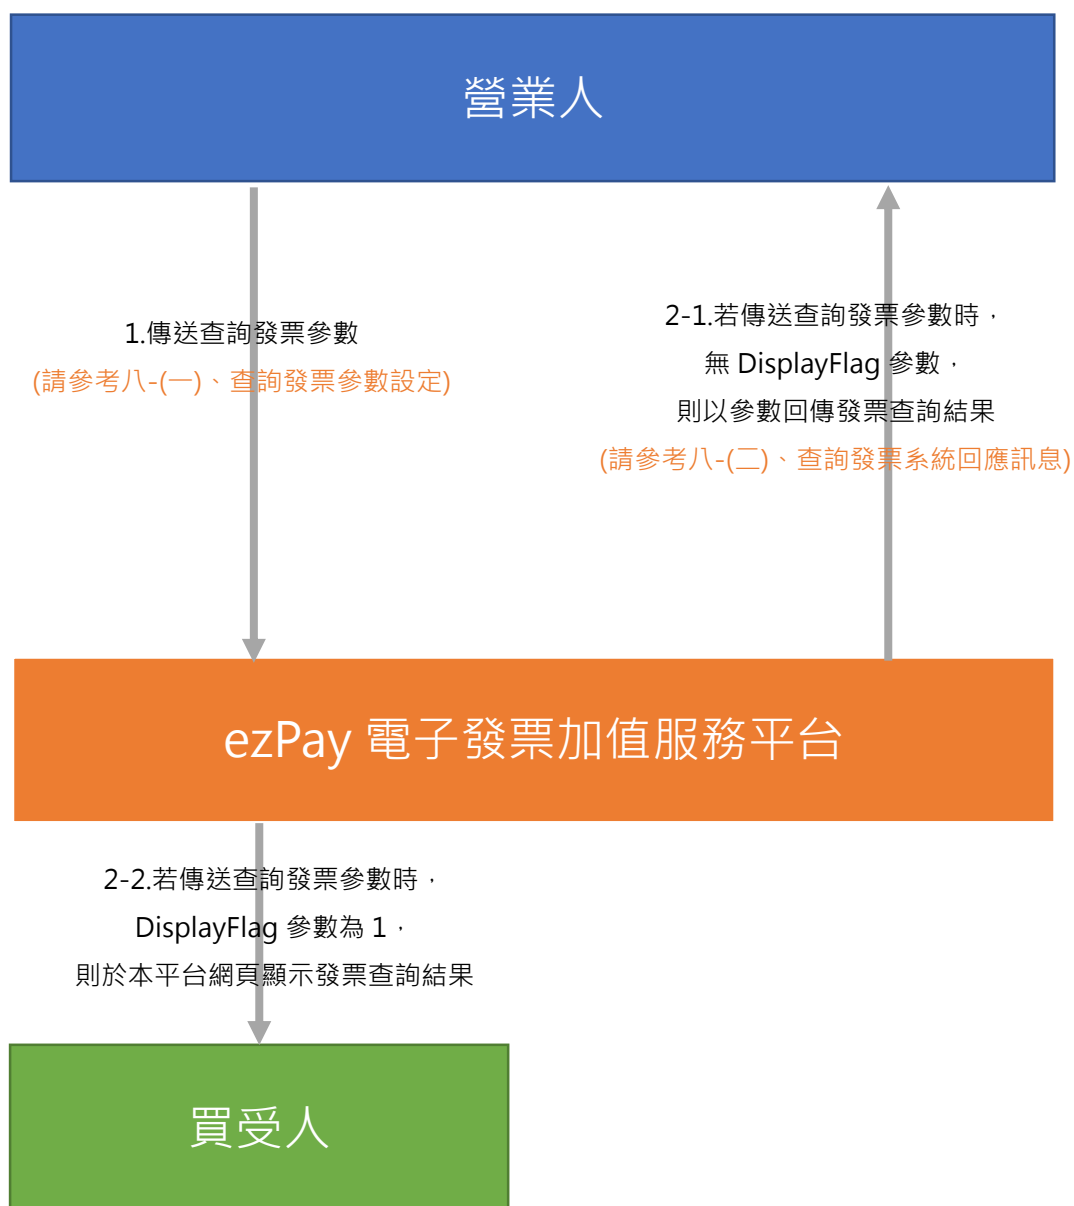 營業人
1.傳送查詢發票參數
(請參考八-(一)、查詢發票參數設定)
2-1.若傳送查詢發票參數時，
無 DisplayFlag 參數，
則以參數回傳發票查詢結果
(請參考八-(二)、查詢發票系統回應訊息)
ezPay 電子發票加值服務平台
2-2.若傳送查詢發票參數時，
DisplayFlag 參數為 1，
則於本平台網頁顯示發票查詢結果
買受人